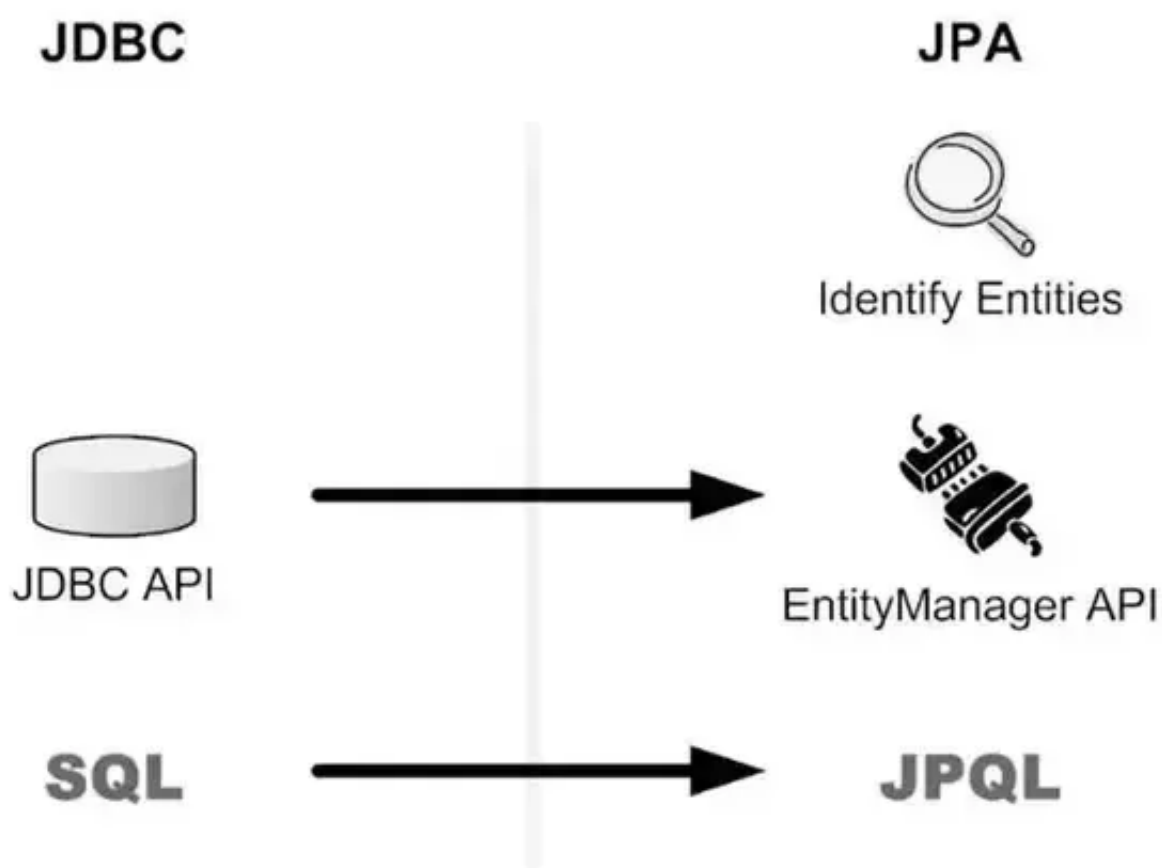 JDBC
JPA
Identify Entities
JDBC API
EntityManager API
SQL
JPQL